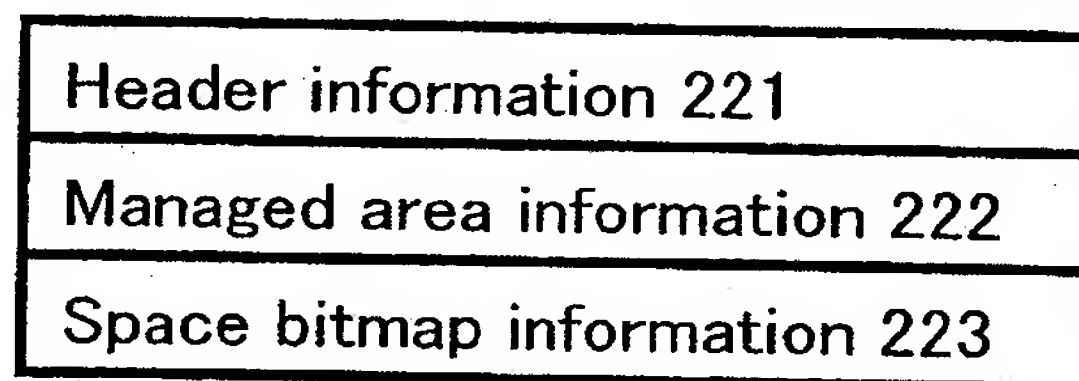 Header information 221
Managed area information 222
Space bitmap information 223